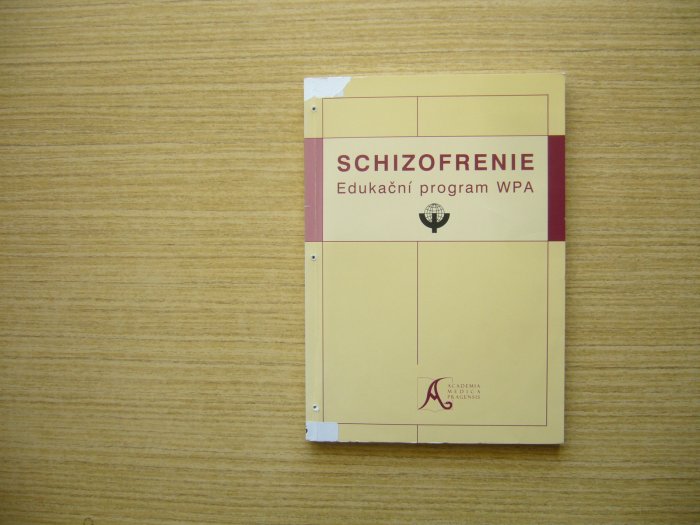 SCHIZOFRENIE
Edukační program WPA
ACADEMIA
MEDICA
PRAGENSIS